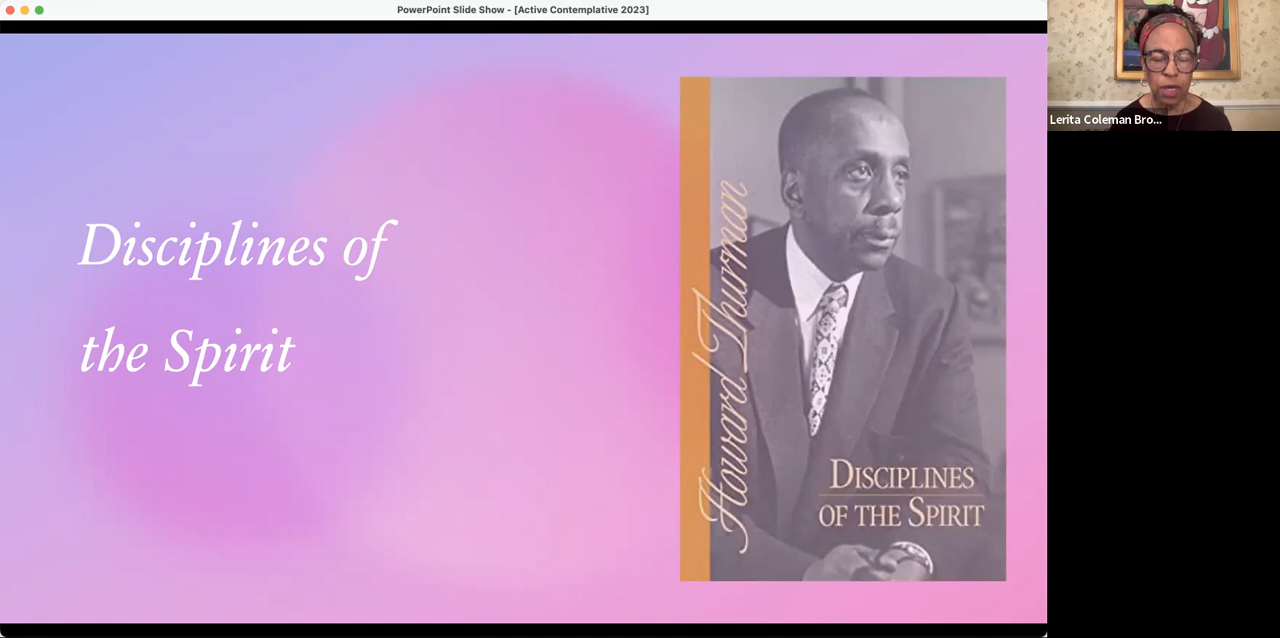 PowerPoint Slide Show - [Active Contemplative 2023]
Disciplines of
the Spirit
Howard Thurman
DISCIPLINES
OF THE SPIRIT
Lerita Coleman Bro...